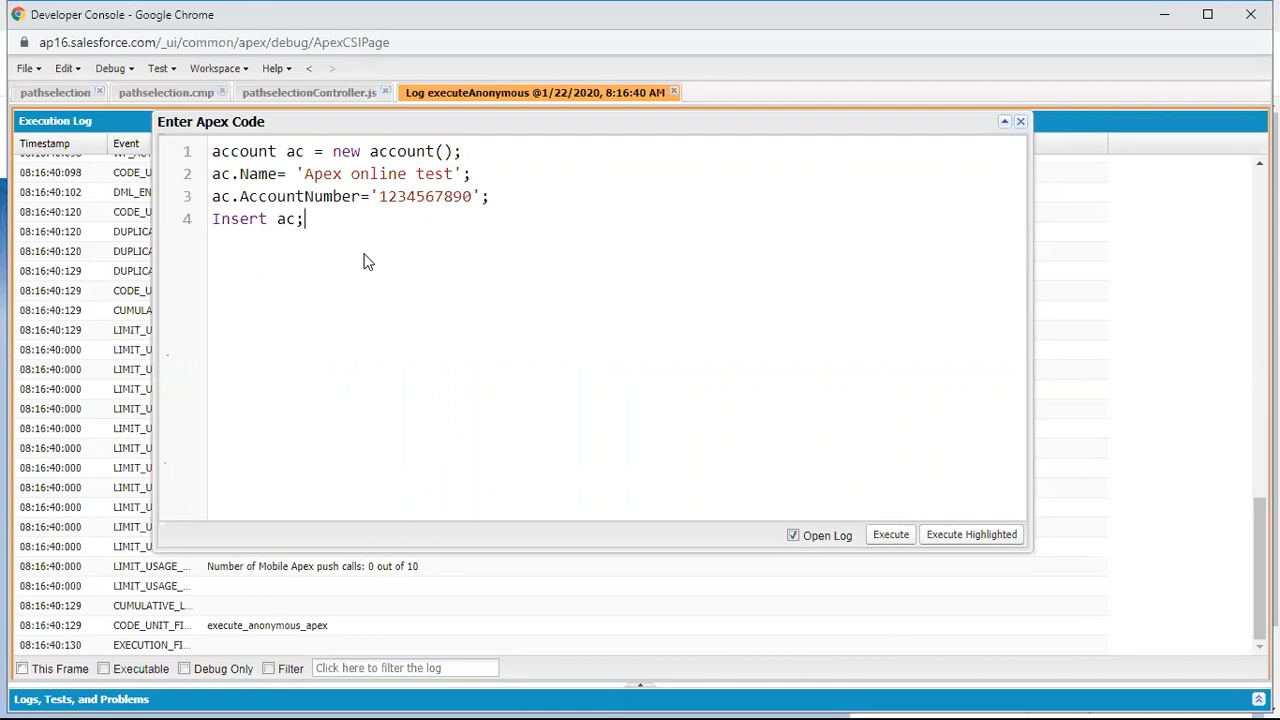 Developer Console - Google Chrome
ap16.salesforce.com/_ui/common/apex/debug/ApexCSIPage
File Edit Debug Test Workspace Help < >
pathselection pathselection.cmp pathselectionController.js Log executeAnonymous @1/22/2020, 8:16:40 AM
Execution Log
Enter Apex Code
Timestamp Event
1 account ac = new account();
2 ac.Name= 'Apex online test';
3 ac.AccountNumber='1234567890';
4 Insert ac;
08:16:40:098 CODE_U
08:16:40:102 DML_EN
08:16:40:120 CODE_U
08:16:40:120 DUPLICA
08:16:40:120 DUPLICA
08:16:40:129 DUPLICA
08:16:40:129 CODE_U
08:16:40:129 CUMULA
08:16:40:129 LIMIT_U
08:16:40:000 LIMIT_U
08:16:40:000 LIMIT_U
08:16:40:000 LIMIT_U
08:16:40:000 LIMIT_U
08:16:40:000 LIMIT_U
08:16:40:000 LIMIT_U
08:16:40:000 LIMIT_U
08:16:40:000 LIMIT_U
08:16:40:000 LIMIT_U
08:16:40:000 LIMIT_U
08:16:40:000 LIMIT_U
Open Log Execute Execute Highlighted
08:16:40:000 LIMIT_USAGE_... Number of Mobile Apex push calls: 0 out of 10
08:16:40:000 LIMIT_USAGE_...
08:16:40:129 CUMULATIVE_L...
08:16:40:129 CODE_UNIT_FI... execute_anonymous_apex
08:16:40:130 EXECUTION_FI...
This Frame Executable Debug Only Filter Click here to filter the log
Logs, Tests, and Problems